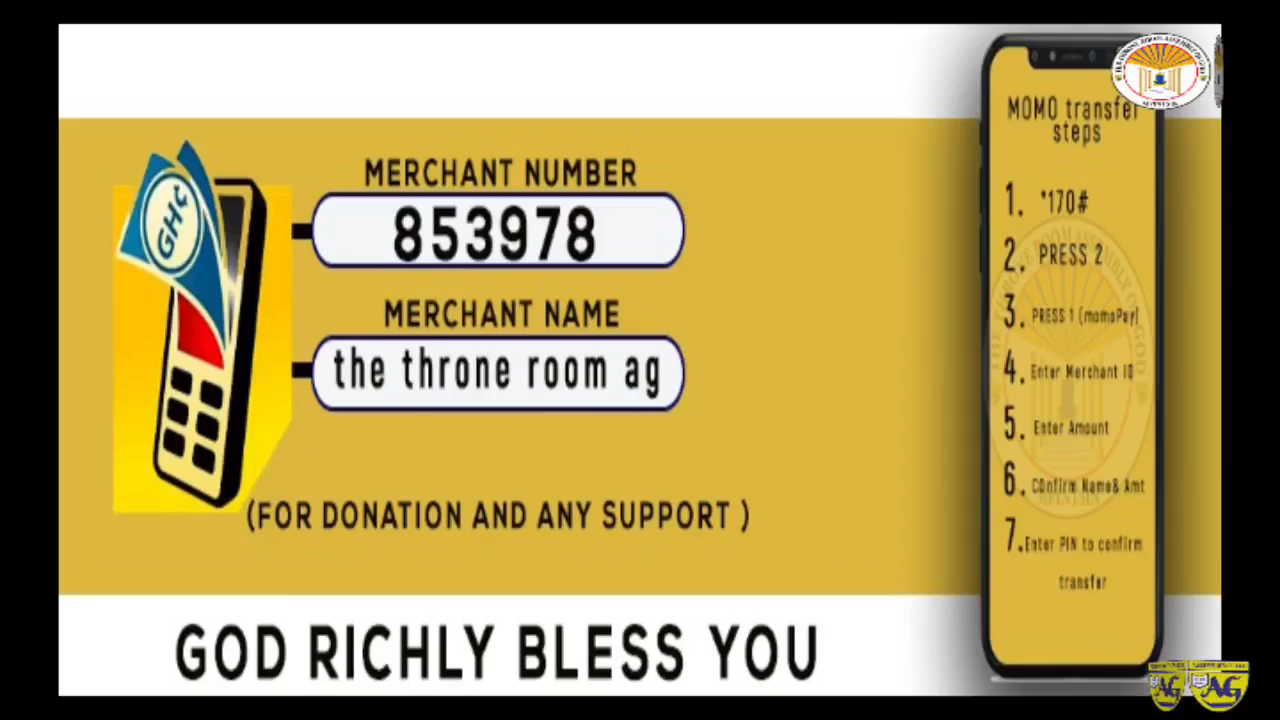 MERCHANT NUMBER
853978
MERCHANT NAME
the throne room ag
(FOR DONATION AND ANY SUPPORT )
GOD RICHLY BLESS YOU
GH¢
MOMO transfer
steps
1. *170#
2. PRESS 2
3. PRESS 1 (momoPay)
4. Enter Merchant ID
5. Enter Amount
6. COnfirm Name& Amt
7. Enter PIN to confirm
transfer
AG
AG